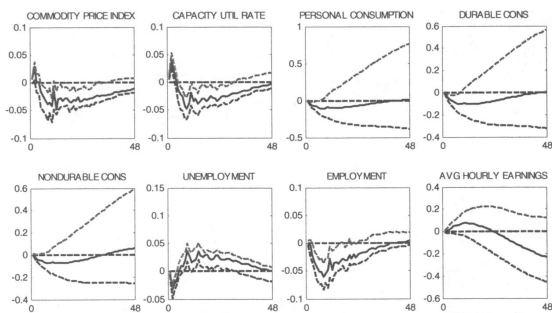 COMMODITY PRICE INDEX CAPACITY UTIL RATE PERSONAL CONSUMPTION DURABLE CONS
0.1 0.1 1 0.6
0.05 0.05 0.5 0.4
0.2
0 0 0 0
-0.05 -0.05 -0.2
-0.1 -0.1 -0.5 -0.4
0 48 0 48 0 48 0 48
NONDURABLE CONS UNEMPLOYMENT EMPLOYMENT AVG HOURLY EARNINGS
0.6 0.15 0.1 0.4
0.4 0.1 0.05 0.2
0.2 0.05 0 0
0 0 -0.2
-0.2 -0.05 -0.4
-0.4 0.05 -0.1 -0.6
0 48 0 48 0 48 0 48